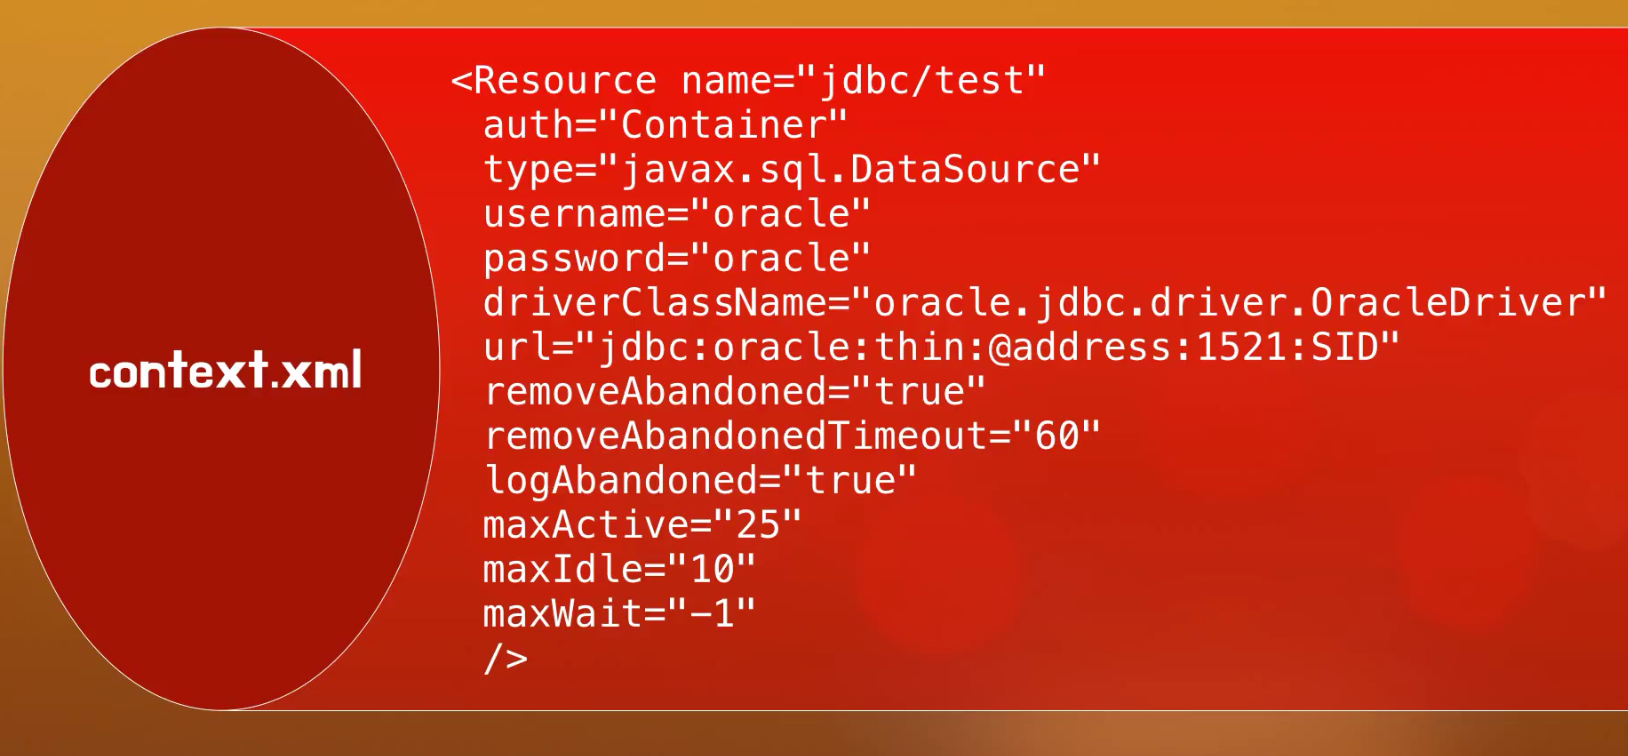 context.xml
<Resource name="jdbc/test"
auth="Container"
type="javax.sql.DataSource"
username="oracle"
password="oracle"
driverClassName="oracle.jdbc.driver.OracleDriver"
url="jdbc:oracle:thin:@address:1521:SID"
removeAbandoned="true"
removeAbandonedTimeout="60"
logAbandoned="true"
maxActive="25"
maxIdle="10"
maxWait="-1"
/>